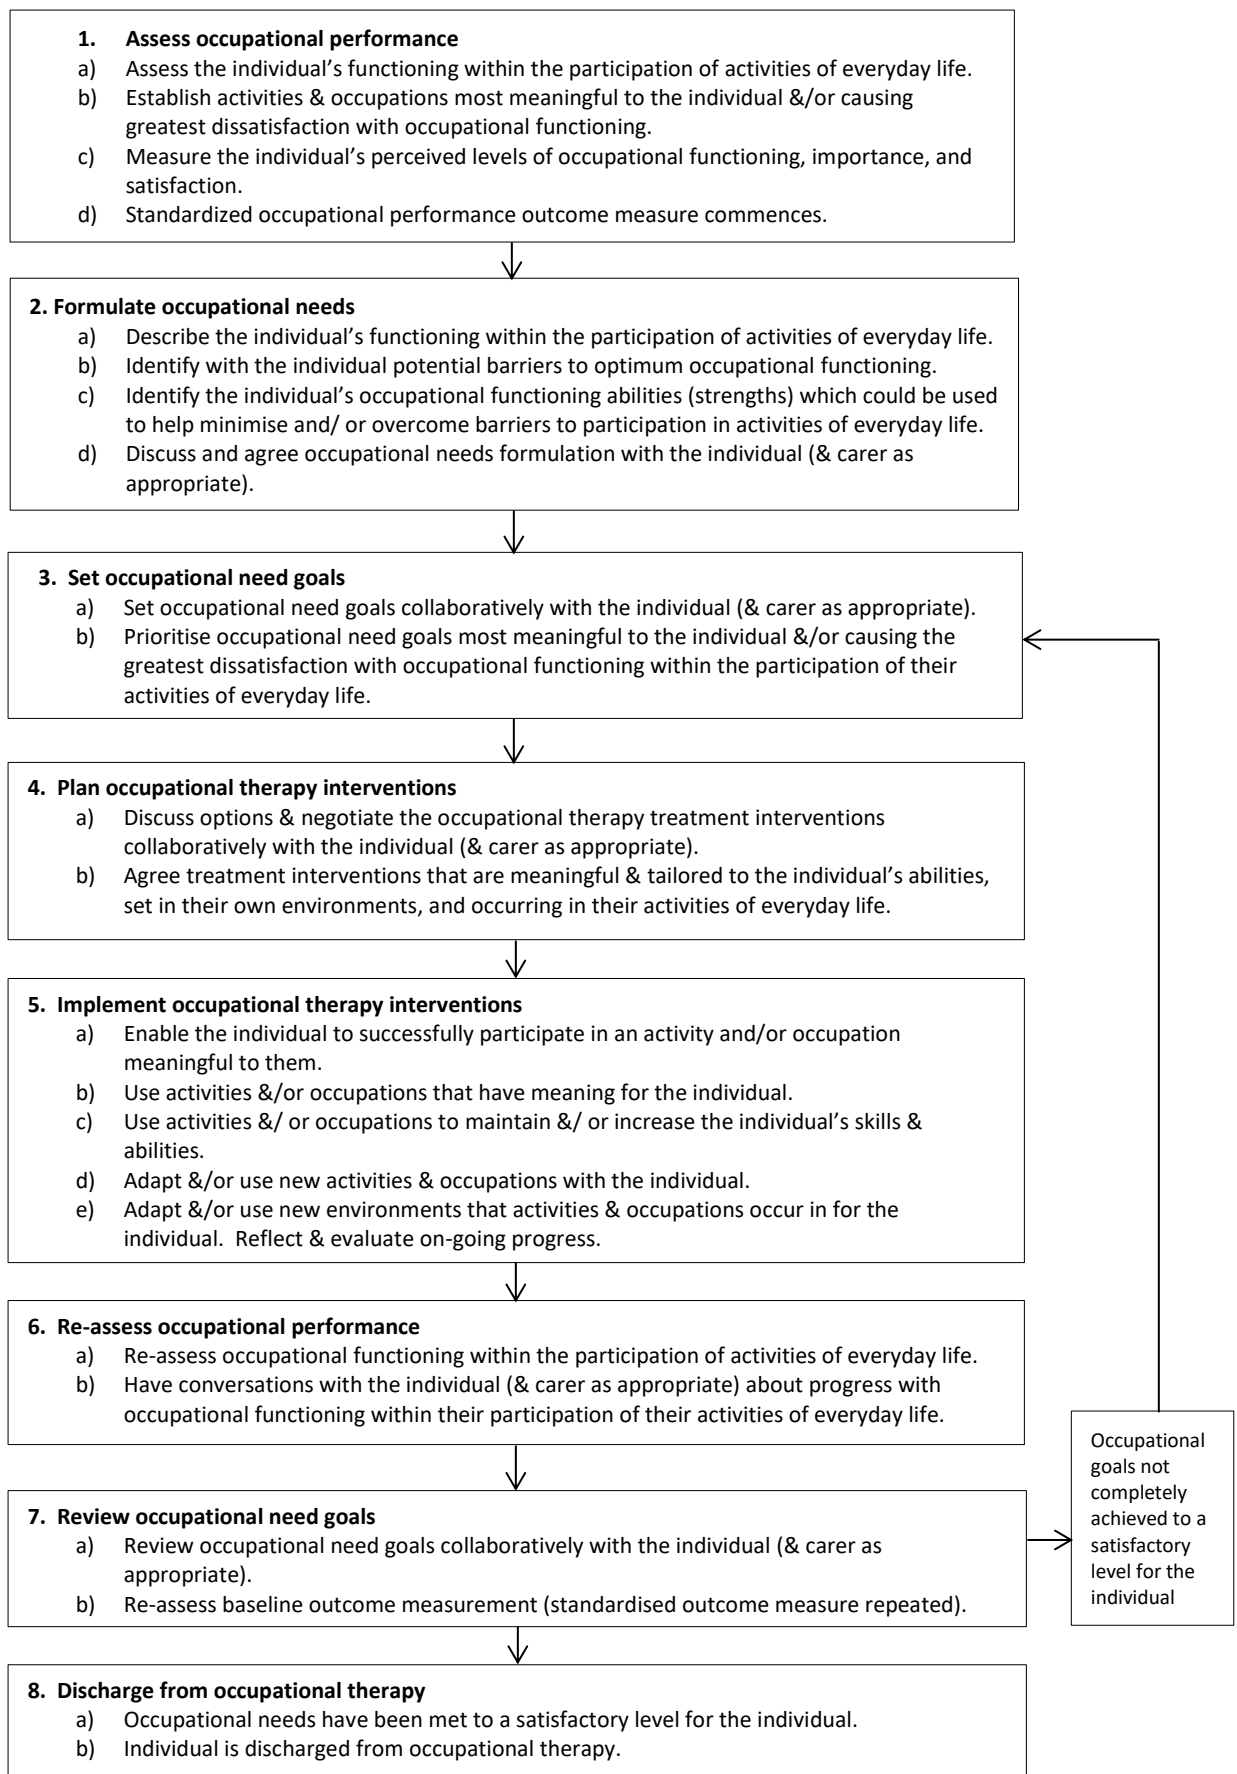 1. Assess occupational performance
a) Assess the individual’s functioning within the participation of activities of everyday life.
b) Establish activities & occupations most meaningful to the individual &/or causing
greatest dissatisfaction with occupational functioning.
c) Measure the individual’s perceived levels of occupational functioning, importance, and
satisfaction.
d) Standardized occupational performance outcome measure commences.
2. Formulate occupational needs
a) Describe the individual’s functioning within the participation of activities of everyday life.
b) Identify with the individual potential barriers to optimum occupational functioning.
c) Identify the individual’s occupational functioning abilities (strengths) which could be used
to help minimise and/ or overcome barriers to participation in activities of everyday life.
d) Discuss and agree occupational needs formulation with the individual (& carer as
appropriate).
3. Set occupational need goals
a) Set occupational need goals collaboratively with the individual (& carer as appropriate).
b) Prioritise occupational need goals most meaningful to the individual &/or causing the
greatest dissatisfaction with occupational functioning within the participation of their
activities of everyday life.
4. Plan occupational therapy interventions
a) Discuss options & negotiate the occupational therapy treatment interventions
collaboratively with the individual (& carer as appropriate).
b) Agree treatment interventions that are meaningful & tailored to the individual’s abilities,
set in their own environments, and occurring in their activities of everyday life.
5. Implement occupational therapy interventions
a) Enable the individual to successfully participate in an activity and/or occupation
meaningful to them.
b) Use activities &/or occupations that have meaning for the individual.
c) Use activities &/ or occupations to maintain &/ or increase the individual’s skills &
abilities.
d) Adapt &/or use new activities & occupations with the individual.
e) Adapt &/or use new environments that activities & occupations occur in for the
individual. Reflect & evaluate on-going progress.
6. Re-assess occupational performance
a) Re-assess occupational functioning within the participation of activities of everyday life.
b) Have conversations with the individual (& carer as appropriate) about progress with
occupational functioning within their participation of their activities of everyday life.
7. Review occupational need goals
a) Review occupational need goals collaboratively with the individual (& carer as
appropriate).
b) Re-assess baseline outcome measurement (standardised outcome measure repeated).
Occupational
goals not
completely
achieved to a
satisfactory
level for the
individual
8. Discharge from occupational therapy
a) Occupational needs have been met to a satisfactory level for the individual.
b) Individual is discharged from occupational therapy.